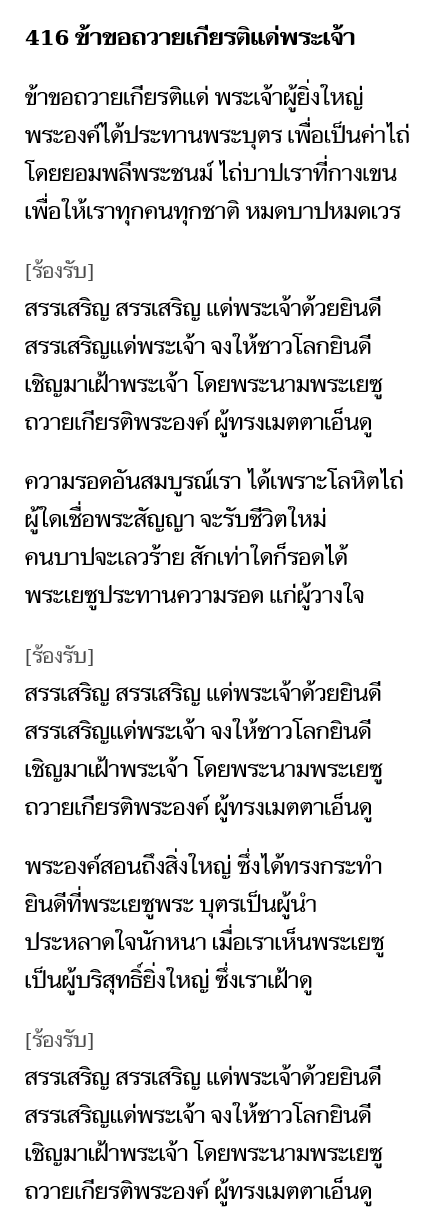 416 ข้าขอถวายเกียรติแด่พระเจ้า
ข้าขอถวายเกียรติแด่ พระเจ้าผู้ยิ่งใหญ่
พระองค์ได้ประทานพระบุตร เพื่อเป็นค่าไถ่
โดยยอมพลีพระชนม์ ไถ่บาปเราที่กางเขน
เพื่อให้เราทุกคนทุกชาติ หมดบาปหมดเวร
[ร้องรับ]
สรรเสริญ สรรเสริญ แด่พระเจ้าด้วยยินดี
สรรเสริญแด่พระเจ้า จงให้ชาวโลกยินดี
เชิญมาเฝ้าพระเจ้า โดยพระนามพระเยซู
ถวายเกียรติพระองค์ ผู้ทรงเมตตาเอ็นดู
ความรอดอันสมบูรณ์เรา ได้เพราะโลหิตไถ่
ผู้ใดเชื่อพระสัญญา จะรับชีวิตใหม่
คนบาปจะเลวร้าย สักเท่าใดก็รอดได้
พระเยซูประทานความรอด แก่ผู้วางใจ
[ร้องรับ]
สรรเสริญ สรรเสริญ แด่พระเจ้าด้วยยินดี
สรรเสริญแด่พระเจ้า จงให้ชาวโลกยินดี
เชิญมาเฝ้าพระเจ้า โดยพระนามพระเยซู
ถวายเกียรติพระองค์ ผู้ทรงเมตตาเอ็นดู
พระองค์สอนถึงสิ่งใหญ่ ซึ่งได้ทรงกระทำ
ยินดีที่พระเยซูพระ บุตรเป็นผู้นำ
ประหลาดใจนักหนา เมื่อเราเห็นพระเยซู
เป็นผู้บริสุทธิ์ยิ่งใหญ่ ซึ่งเราเฝ้าดู
[ร้องรับ]
สรรเสริญ สรรเสริญ แด่พระเจ้าด้วยยินดี
สรรเสริญแด่พระเจ้า จงให้ชาวโลกยินดี
เชิญมาเฝ้าพระเจ้า โดยพระนามพระเยซู
ถวายเกียรติพระองค์ ผู้ทรงเมตตาเอ็นดู